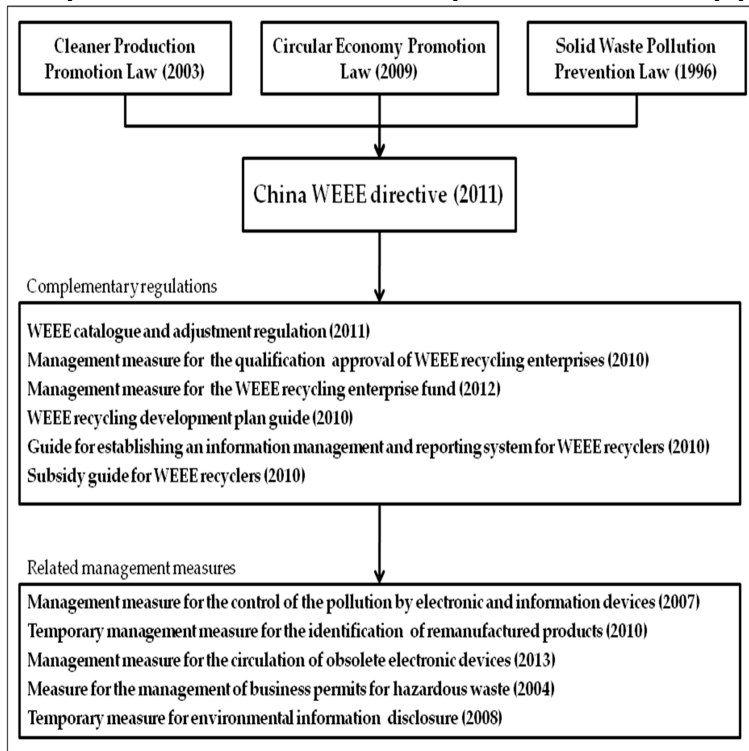 Cleaner Production
Promotion Law (2003)
Circular Economy Promotion
Law (2009)
Solid Waste Pollution
Prevention Law (1996)
China WEEE directive (2011)
Complementary regulations
WEEE catalogue and adjustment regulation (2011)
Management measure for the qualification approval of WEEE recycling enterprises (2010)
Management measure for the WEEE recycling enterprise fund (2012)
WEEE recycling development plan guide (2010)
Guide for establishing an information management and reporting system for WEEE recyclers (2010)
Subsidy guide for WEEE recyclers (2010)
Related management measures
Management measure for the control of the pollution by electronic and information devices (2007)
Temporary management measure for the identification of remanufactured products (2010)
Management measure for the circulation of obsolete electronic devices (2013)
Measure for the management of business permits for hazardous waste (2004)
Temporary measure for environmental information disclosure (2008)